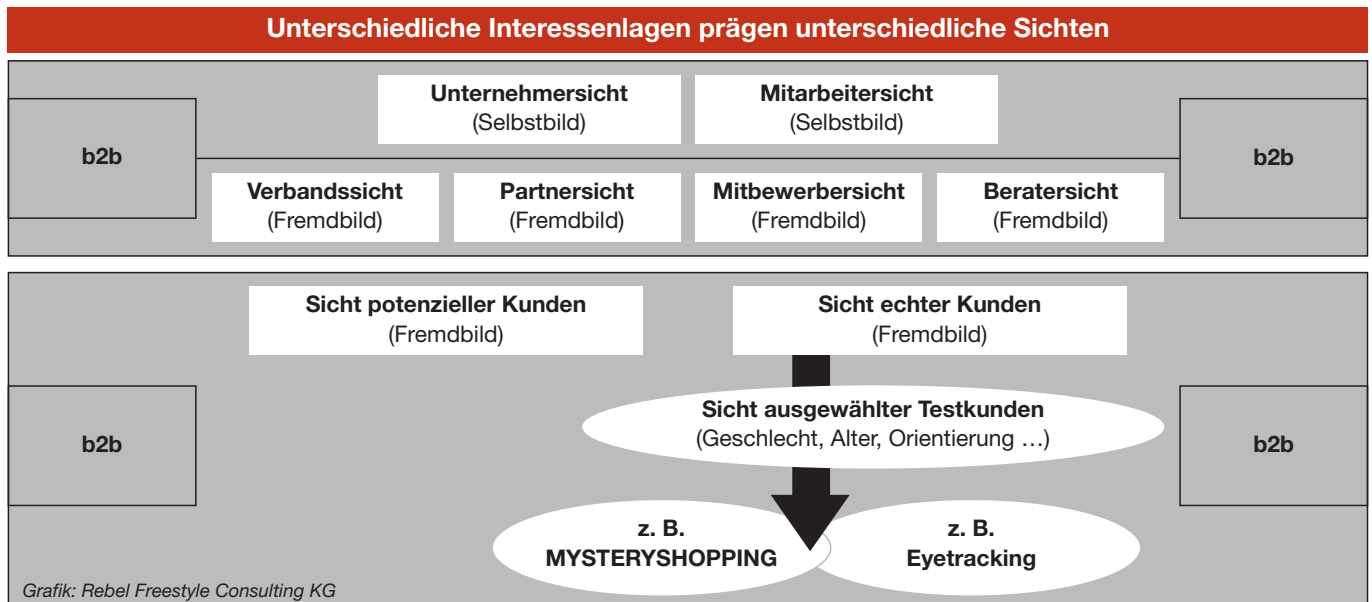 Unterschiedliche Interessenlagen prägen unterschiedliche Sichten
Unternehmersicht
(Selbstbild)
Mitarbeitersicht
(Selbstbild)
b2b
b2b
Verbandssicht
(Fremdbild)
Partnersicht
(Fremdbild)
Mitbewerbersicht
(Fremdbild)
Beratersicht
(Fremdbild)
Sicht potenzieller Kunden
(Fremdbild)
Sicht echter Kunden
(Fremdbild)
Sicht ausgewählter Testkunden
(Geschlecht, Alter, Orientierung …)
b2b
b2b
z. B.
MYSTERYSHOPPING
z. B.
Eyetracking
Grafik: Rebel Freestyle Consulting KG